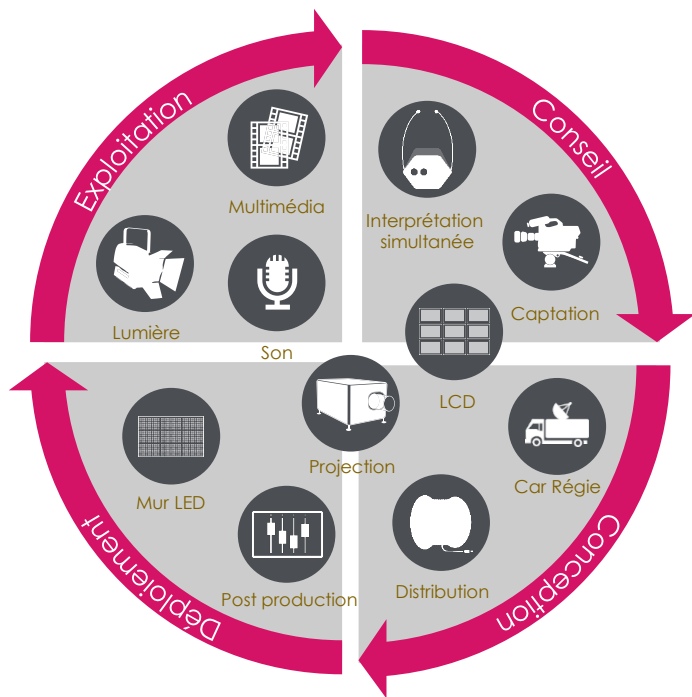 Exploitation
Conseil
Multimédia
Interprétation
simultanée
Captation
Lumière
Son
LCD
Projection
Car Régie
Mur LED
Distribution
Post production
Déploiement
Conception